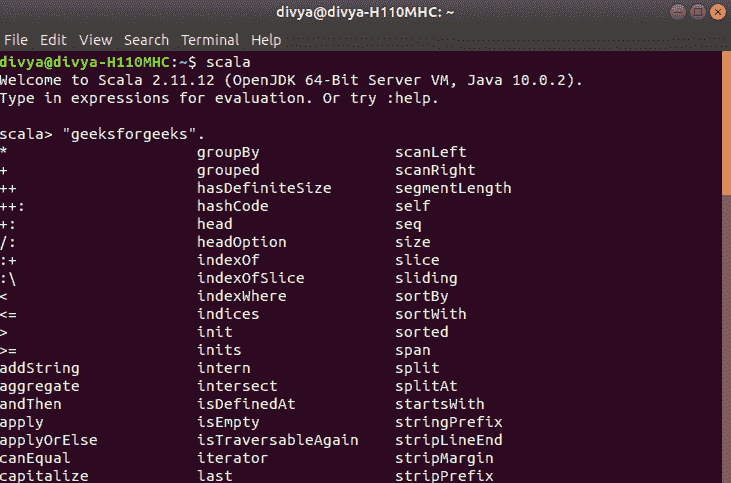 divya@divya-H110MHC: ~
File Edit View Search Terminal Help
divya@divya-H110MHC:~$ scala
Welcome to Scala 2.11.12 (OpenJDK 64-Bit Server VM, Java 10.0.2).
Type in expressions for evaluation. Or try :help.
scala> "geeksforgeeks".
* groupBy scanLeft
+ grouped scanRight
++ hasDefiniteSize segmentLength
++: hashCode self
+: head seq
/: headOption size
:+ indexOf slice
:\ indexOfSlice sliding
< indexWhere sortBy
<= indices sortWith
> init sorted
>= inits span
addString intern split
aggregate intersect splitAt
andThen isDefinedAt startsWith
apply isEmpty stringPrefix
applyOrElse isTraversableAgain stripLineEnd
canEqual iterator stripMargin
capitalize last stripPrefix